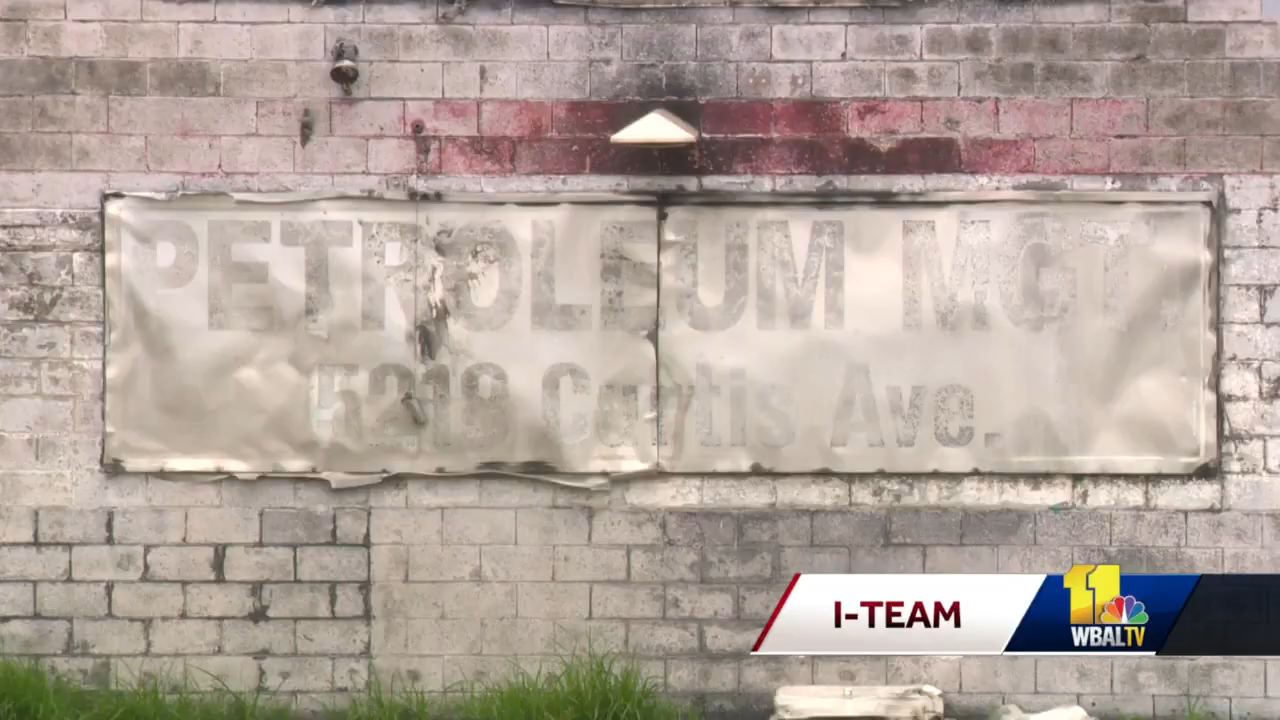 PETROLEUM MGT.
5218 Curtis Ave.
I-TEAM
11
WBALTV